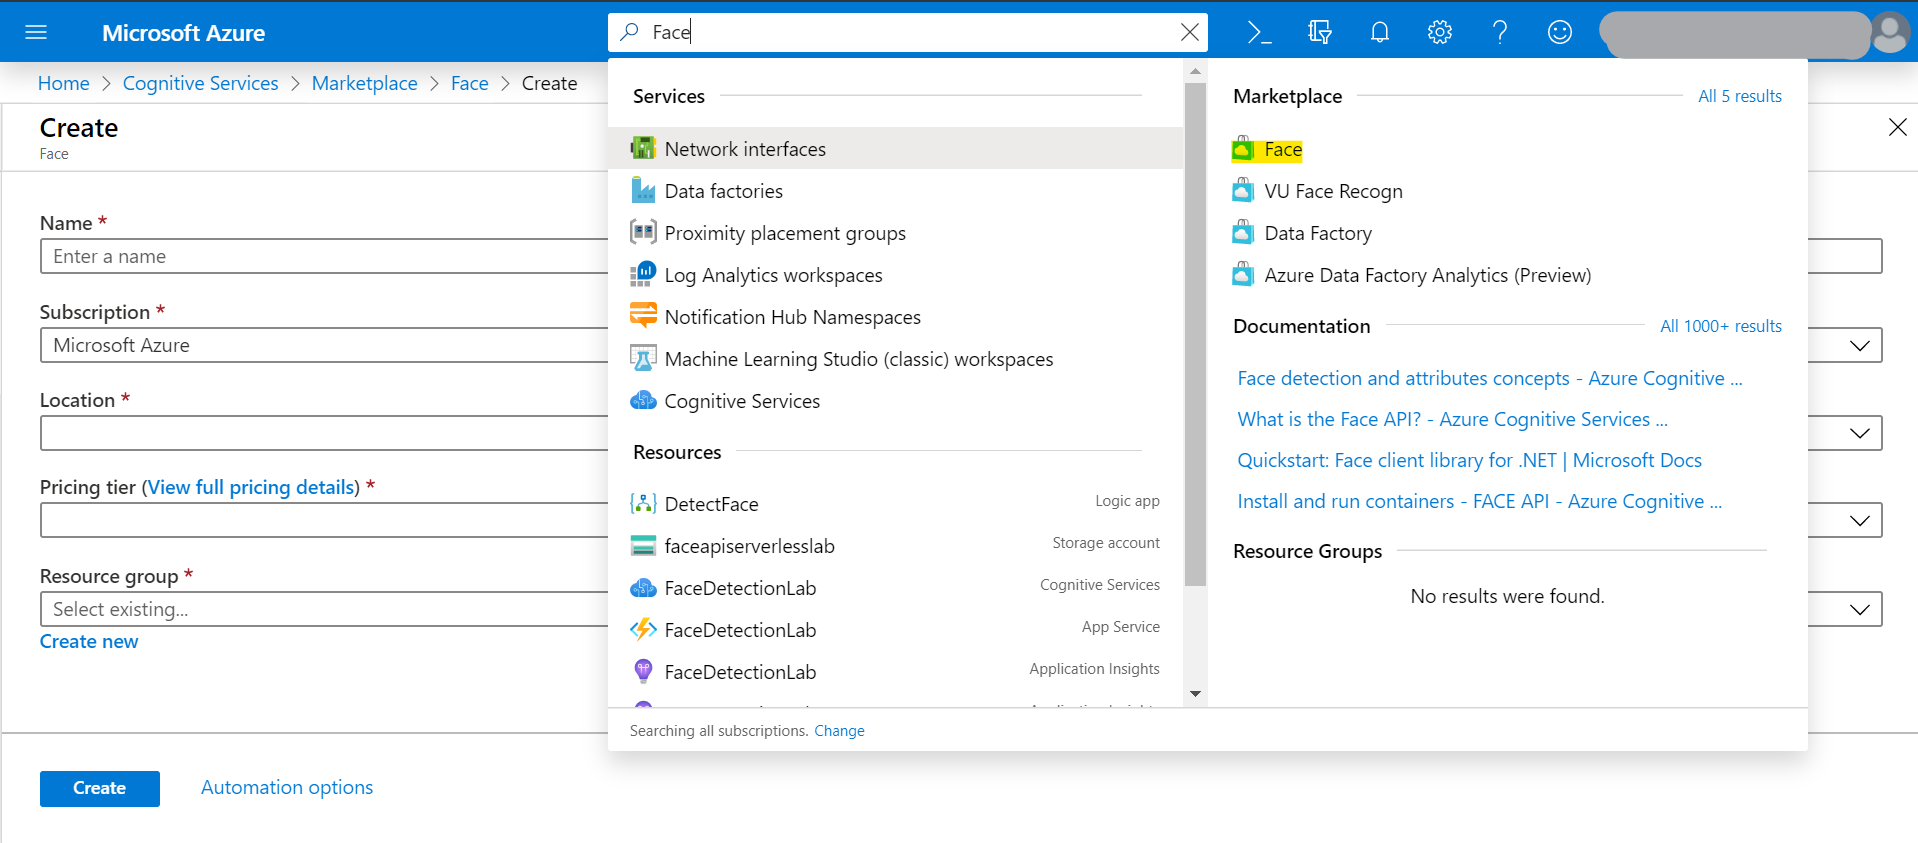 Microsoft Azure
Face
Home > Cognitive Services > Marketplace > Face > Create
Create
Face
Name *
Enter a name
Subscription *
Microsoft Azure
Location *
Pricing tier (View full pricing details) *
Resource group *
Select existing...
Create new
Create
Automation options
Services
Network interfaces
Data factories
Proximity placement groups
Log Analytics workspaces
Notification Hub Namespaces
Machine Learning Studio (classic) workspaces
Cognitive Services
Resources
DetectFace Logic app
faceapiserverlesslab Storage account
FaceDetectionLab Cognitive Services
FaceDetectionLab App Service
FaceDetectionLab Application Insights
Searching all subscriptions. Change
Marketplace All 5 results
Face
VU Face Recogn
Data Factory
Azure Data Factory Analytics (Preview)
Documentation All 1000+ results
Face detection and attributes concepts - Azure Cognitive ...
What is the Face API? - Azure Cognitive Services ...
Quickstart: Face client library for .NET | Microsoft Docs
Install and run containers - FACE API - Azure Cognitive ...
Resource Groups
No results were found.